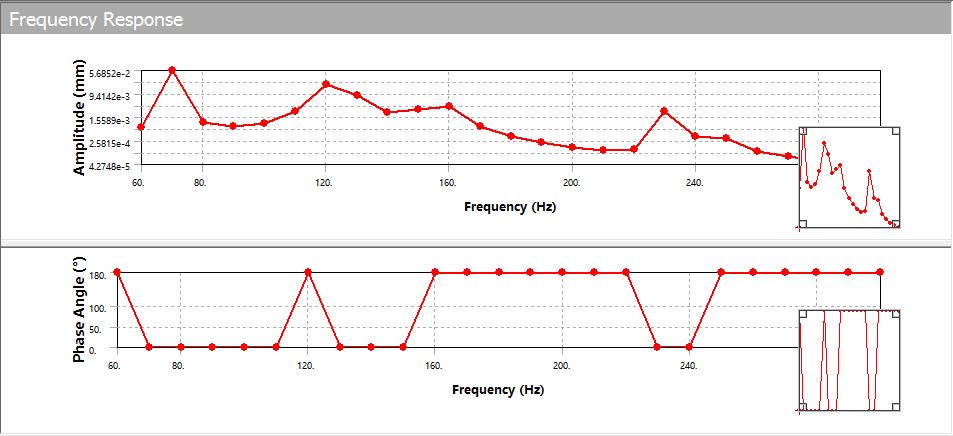 Frequency Response
Amplitude (mm)
5.6852e-2
9.4142e-3
1.5589e-3
2.5815e-4
4.2748e-5
60. 80. 120. 160. 200. 240.
Frequency (Hz)
Phase Angle (°)
180.
100.
50.
0.
60. 80. 120. 160. 200. 240.
Frequency (Hz)